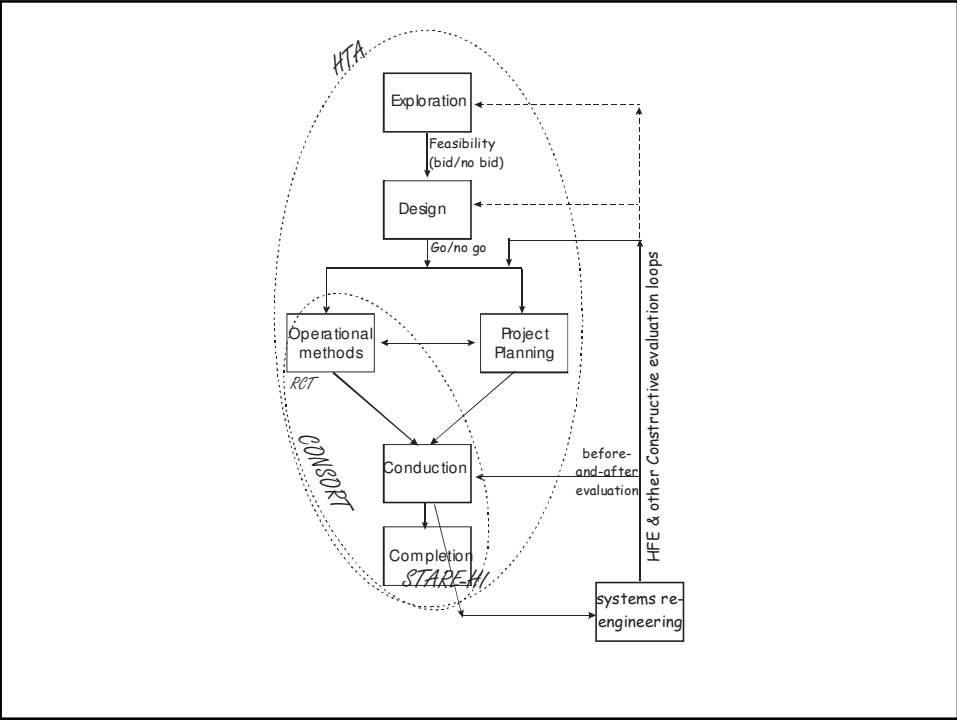 HTA
Exploration
Feasibility
(bid/no bid)
Design
Go/no go
Operational
methods
Project
Planning
RCT
CONSORT
Conduction
before-
and-after
evaluation
HFE & other Constructive evaluation loops
Completion
STARE-HI
systems re-
engineering